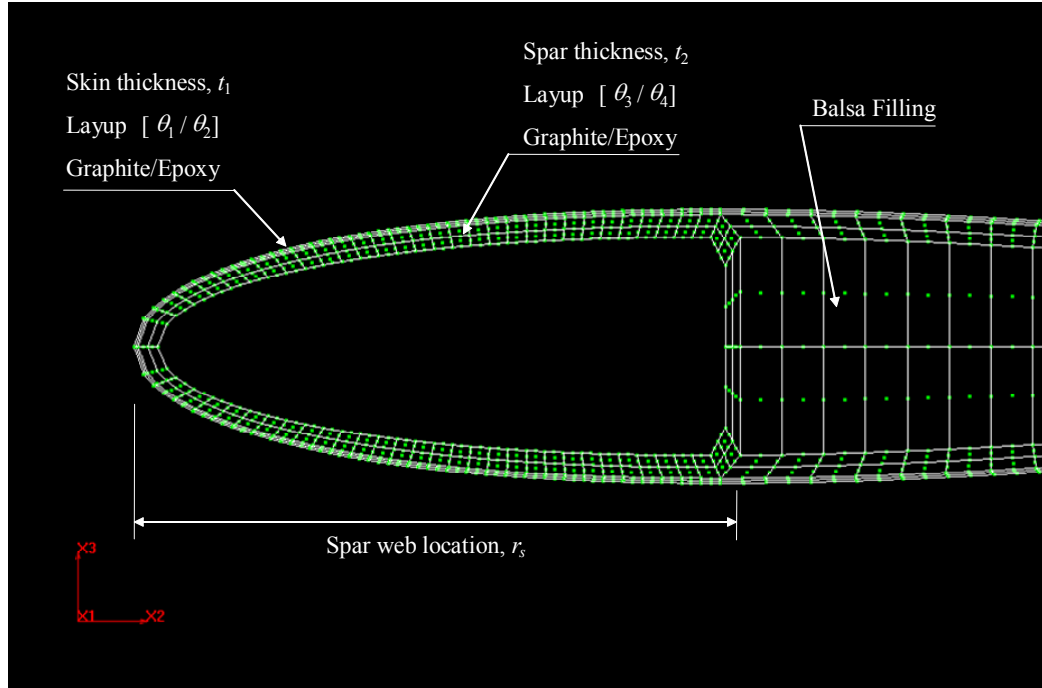 Skin thickness, t₁
Layup [ θ₁ / θ₂]
Graphite/Epoxy
Spar thickness, t₂
Layup [ θ₃ / θ₄]
Graphite/Epoxy
Balsa Filling
Spar web location, rₛ
X3
X1
X2